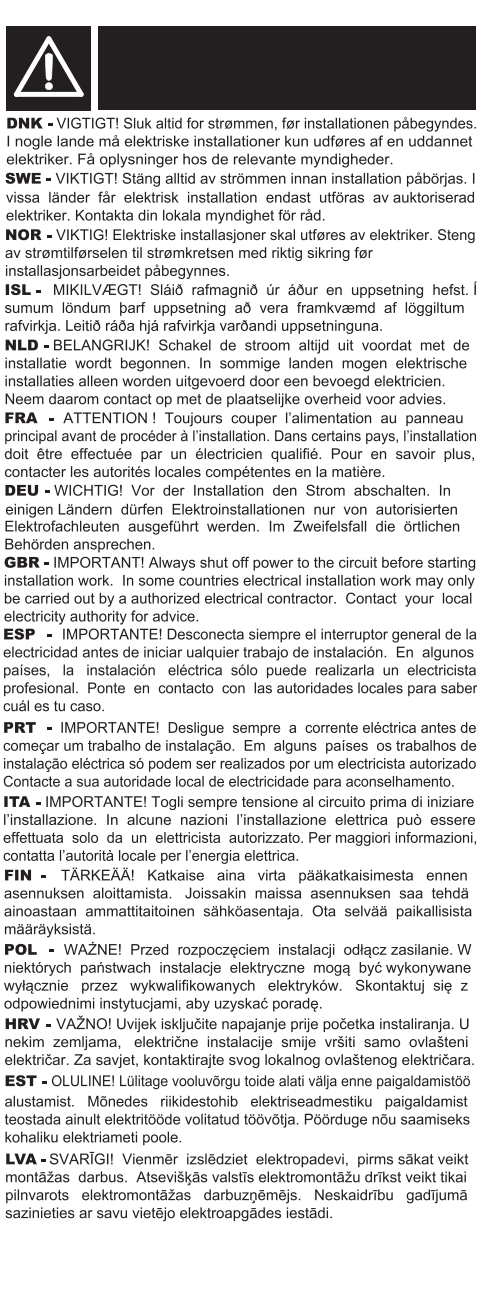 DNK - VIGTIGT! Sluk altid for strømmen, før installationen påbegyndes.
I nogle lande må elektriske installationer kun udføres af en uddannet
elektriker. Få oplysninger hos de relevante myndigheder.
SWE - VIKTIGT! Stäng alltid av strömmen innan installation påbörjas. I
vissa länder får elektrisk installation endast utföras av auktoriserad
elektriker. Kontakta din lokala myndighet för råd.
NOR - VIKTIG! Elektriske installasjoner skal utføres av elektriker. Steng
av strømtilførselen til strømkretsen med riktig sikring før
installasjonsarbeidet påbegynnes.
ISL - MIKILVÆGT! Sláið rafmagnið úr áður en uppsetning hefst. Í
sumum löndum þarf uppsetning að vera framkvæmd af löggiltum
rafvirkja. Leitið ráða hjá rafvirkja varðandi uppsetninguna.
NLD - BELANGRIJK! Schakel de stroom altijd uit voordat met de
installatie wordt begonnen. In sommige landen mogen elektrische
installaties alleen worden uitgevoerd door een bevoegd elektricien.
Neem daarom contact op met de plaatselijke overheid voor advies.
FRA - ATTENTION ! Toujours couper l’alimentation au panneau
principal avant de procéder à l’installation. Dans certains pays, l’installation
doit être effectuée par un électricien qualifié. Pour en savoir plus,
contacter les autorités locales compétentes en la matière.
DEU - WICHTIG! Vor der Installation den Strom abschalten. In
einigen Ländern dürfen Elektroinstallationen nur von autorisierten
Elektrofachleuten ausgeführt werden. Im Zweifelsfall die örtlichen
Behörden ansprechen.
GBR - IMPORTANT! Always shut off power to the circuit before starting
installation work. In some countries electrical installation work may only
be carried out by a authorized electrical contractor. Contact your local
electricity authority for advice.
ESP - IMPORTANTE! Desconecta siempre el interruptor general de la
electricidad antes de iniciar ualquier trabajo de instalación. En algunos
países, la instalación eléctrica sólo puede realizarla un electricista
profesional. Ponte en contacto con las autoridades locales para saber
cuál es tu caso.
PRT - IMPORTANTE! Desligue sempre a corrente eléctrica antes de
começar um trabalho de instalação. Em alguns países os trabalhos de
instalação eléctrica só podem ser realizados por um electricista autorizado
Contacte a sua autoridade local de electricidade para aconselhamento.
ITA - IMPORTANTE! Togli sempre tensione al circuito prima di iniziare
l’installazione. In alcune nazioni l’installazione elettrica può essere
effettuata solo da un elettricista autorizzato. Per maggiori informazioni,
contatta l’autorità locale per l’energia elettrica.
FIN - TÄRKEÄÄ! Katkaise aina virta pääkatkaisimesta ennen
asennuksen aloittamista. Joissakin maissa asennuksen saa tehdä
ainoastaan ammattitaitoinen sähköasentaja. Ota selvää paikallisista
määräyksistä.
POL - WAŻNE! Przed rozpoczęciem instalacji odłącz zasilanie. W
niektórych państwach instalacje elektryczne mogą być wykonywane
wyłącznie przez wykwalifikowanych elektryków. Skontaktuj się z
odpowiednimi instytucjami, aby uzyskać poradę.
HRV - VAŽNO! Uvijek isključite napajanje prije početka instaliranja. U
nekim zemljama, električne instalacije smije vršiti samo ovlašteni
električar. Za savjet, kontaktirajte svog lokalnog ovlaštenog električara.
EST - OLULINE! Lülitage vooluvõrgu toide alati välja enne paigaldamistöö
alustamist. Mõnedes riikidestohib elektriseadmestiku paigaldamist
teostada ainult elektritööde volitatud töövõtja. Pöörduge nõu saamiseks
kohaliku elektriameti poole.
LVA - SVARĪGI! Vienmēr izslēdziet elektropadevi, pirms sākat veikt
montāžas darbus. Atsevišķās valstīs elektromontāžu drīkst veikt tikai
pilnvarots elektromontāžas darbuzņēmējs. Neskaidrību gadījumā
sazinieties ar savu vietējo elektroapgādes iestādi.